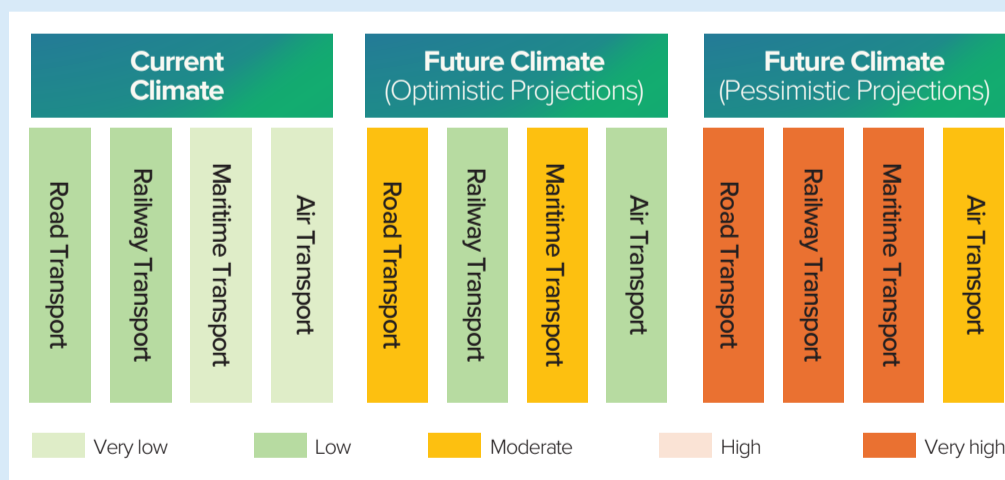 Current
Climate
Future Climate
(Optimistic Projections)
Future Climate
(Pessimistic Projections)
Road Transport
Railway Transport
Maritime Transport
Air Transport
Road Transport
Railway Transport
Maritime Transport
Air Transport
Road Transport
Railway Transport
Maritime Transport
Air Transport
Very low
Low
Moderate
High
Very high